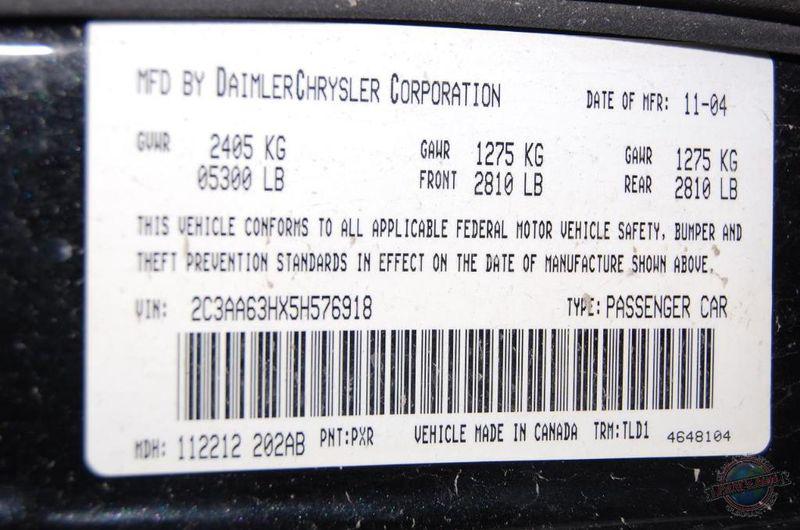 MFD BY DAIMLERCHRYSLER CORPORATION DATE OF MFR: 11-04
GVWR 2405 KG GAWR 1275 KG GAWR 1275 KG
05300 LB FRONT 2810 LB REAR 2810 LB
THIS VEHICLE CONFORMS TO ALL APPLICABLE FEDERAL MOTOR VEHICLE SAFETY, BUMPER AND
THEFT PREVENTION STANDARDS IN EFFECT ON THE DATE OF MANUFACTURE SHOWN ABOVE.
VIN: 2C3AA63HX5H576918 TYPE: PASSENGER CAR
MDH: 112212 202AB PNT:PXR VEHICLE MADE IN CANADA TRM:TLD1 4648104